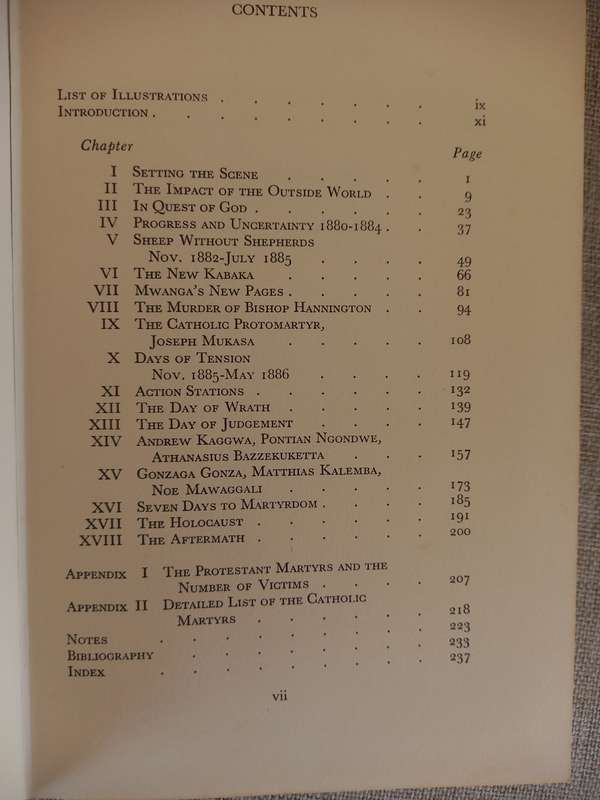 CONTENTS
LIST OF ILLUSTRATIONS . . . . . . . ix
INTRODUCTION . . . . . . . . xi
Chapter Page
I SETTING THE SCENE . . . . . 1
II THE IMPACT OF THE OUTSIDE WORLD . . 9
III IN QUEST OF GOD . . . . . . 23
IV PROGRESS AND UNCERTAINTY 1880-1884 . . 37
V SHEEP WITHOUT SHEPHERDS
NOV. 1882-JULY 1885 . . . . 49
VI THE NEW KABAKA . . . . . 66
VII MWANGA'S NEW PAGES . . . . . 81
VIII THE MURDER OF BISHOP HANNINGTON . . 94
IX THE CATHOLIC PROTOMARTYR,
JOSEPH MUKASA . . . . . 108
X DAYS OF TENSION
NOV. 1885-MAY 1886 . . . . 119
XI ACTION STATIONS . . . . . . 132
XII THE DAY OF WRATH . . . . . 139
XIII THE DAY OF JUDGEMENT . . . . 147
XIV ANDREW KAGGWA, PONTIAN NGONDWE,
ATHANASIUS BAZZEKUKETTA . . . 157
XV GONZAGA GONZA, MATTHIAS KALEMBA,
NOE MAWAGGALI . . . . . 173
XVI SEVEN DAYS TO MARTYRDOM . . . . 185
XVII THE HOLOCAUST . . . . . . 191
XVIII THE AFTERMATH . . . . . . 200
APPENDIX I THE PROTESTANT MARTYRS AND THE
NUMBER OF VICTIMS . . . . 207
APPENDIX II DETAILED LIST OF THE CATHOLIC
MARTYRS . . . . . . 218
NOTES . . . . . . . . . 223
BIBLIOGRAPHY . . . . . . . . 233
INDEX . . . . . . . . . 237
vii